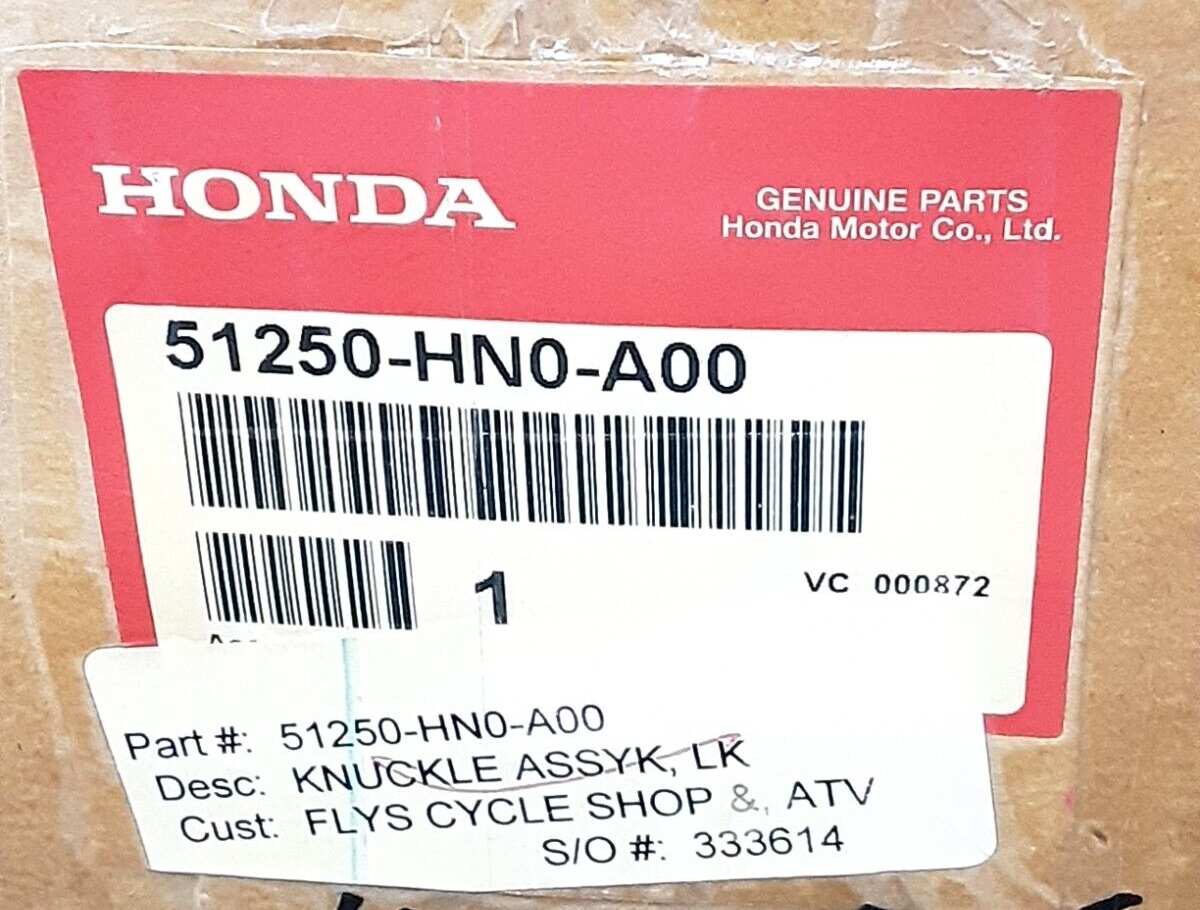 HONDA
GENUINE PARTS
Honda Motor Co., Ltd.
51250-HN0-A00
1
VC 000872
Part #: 51250-HN0-A00
Desc: KNUCKLE ASSYK, LK
Cust: FLYS CYCLE SHOP &, ATV
S/O #: 333614